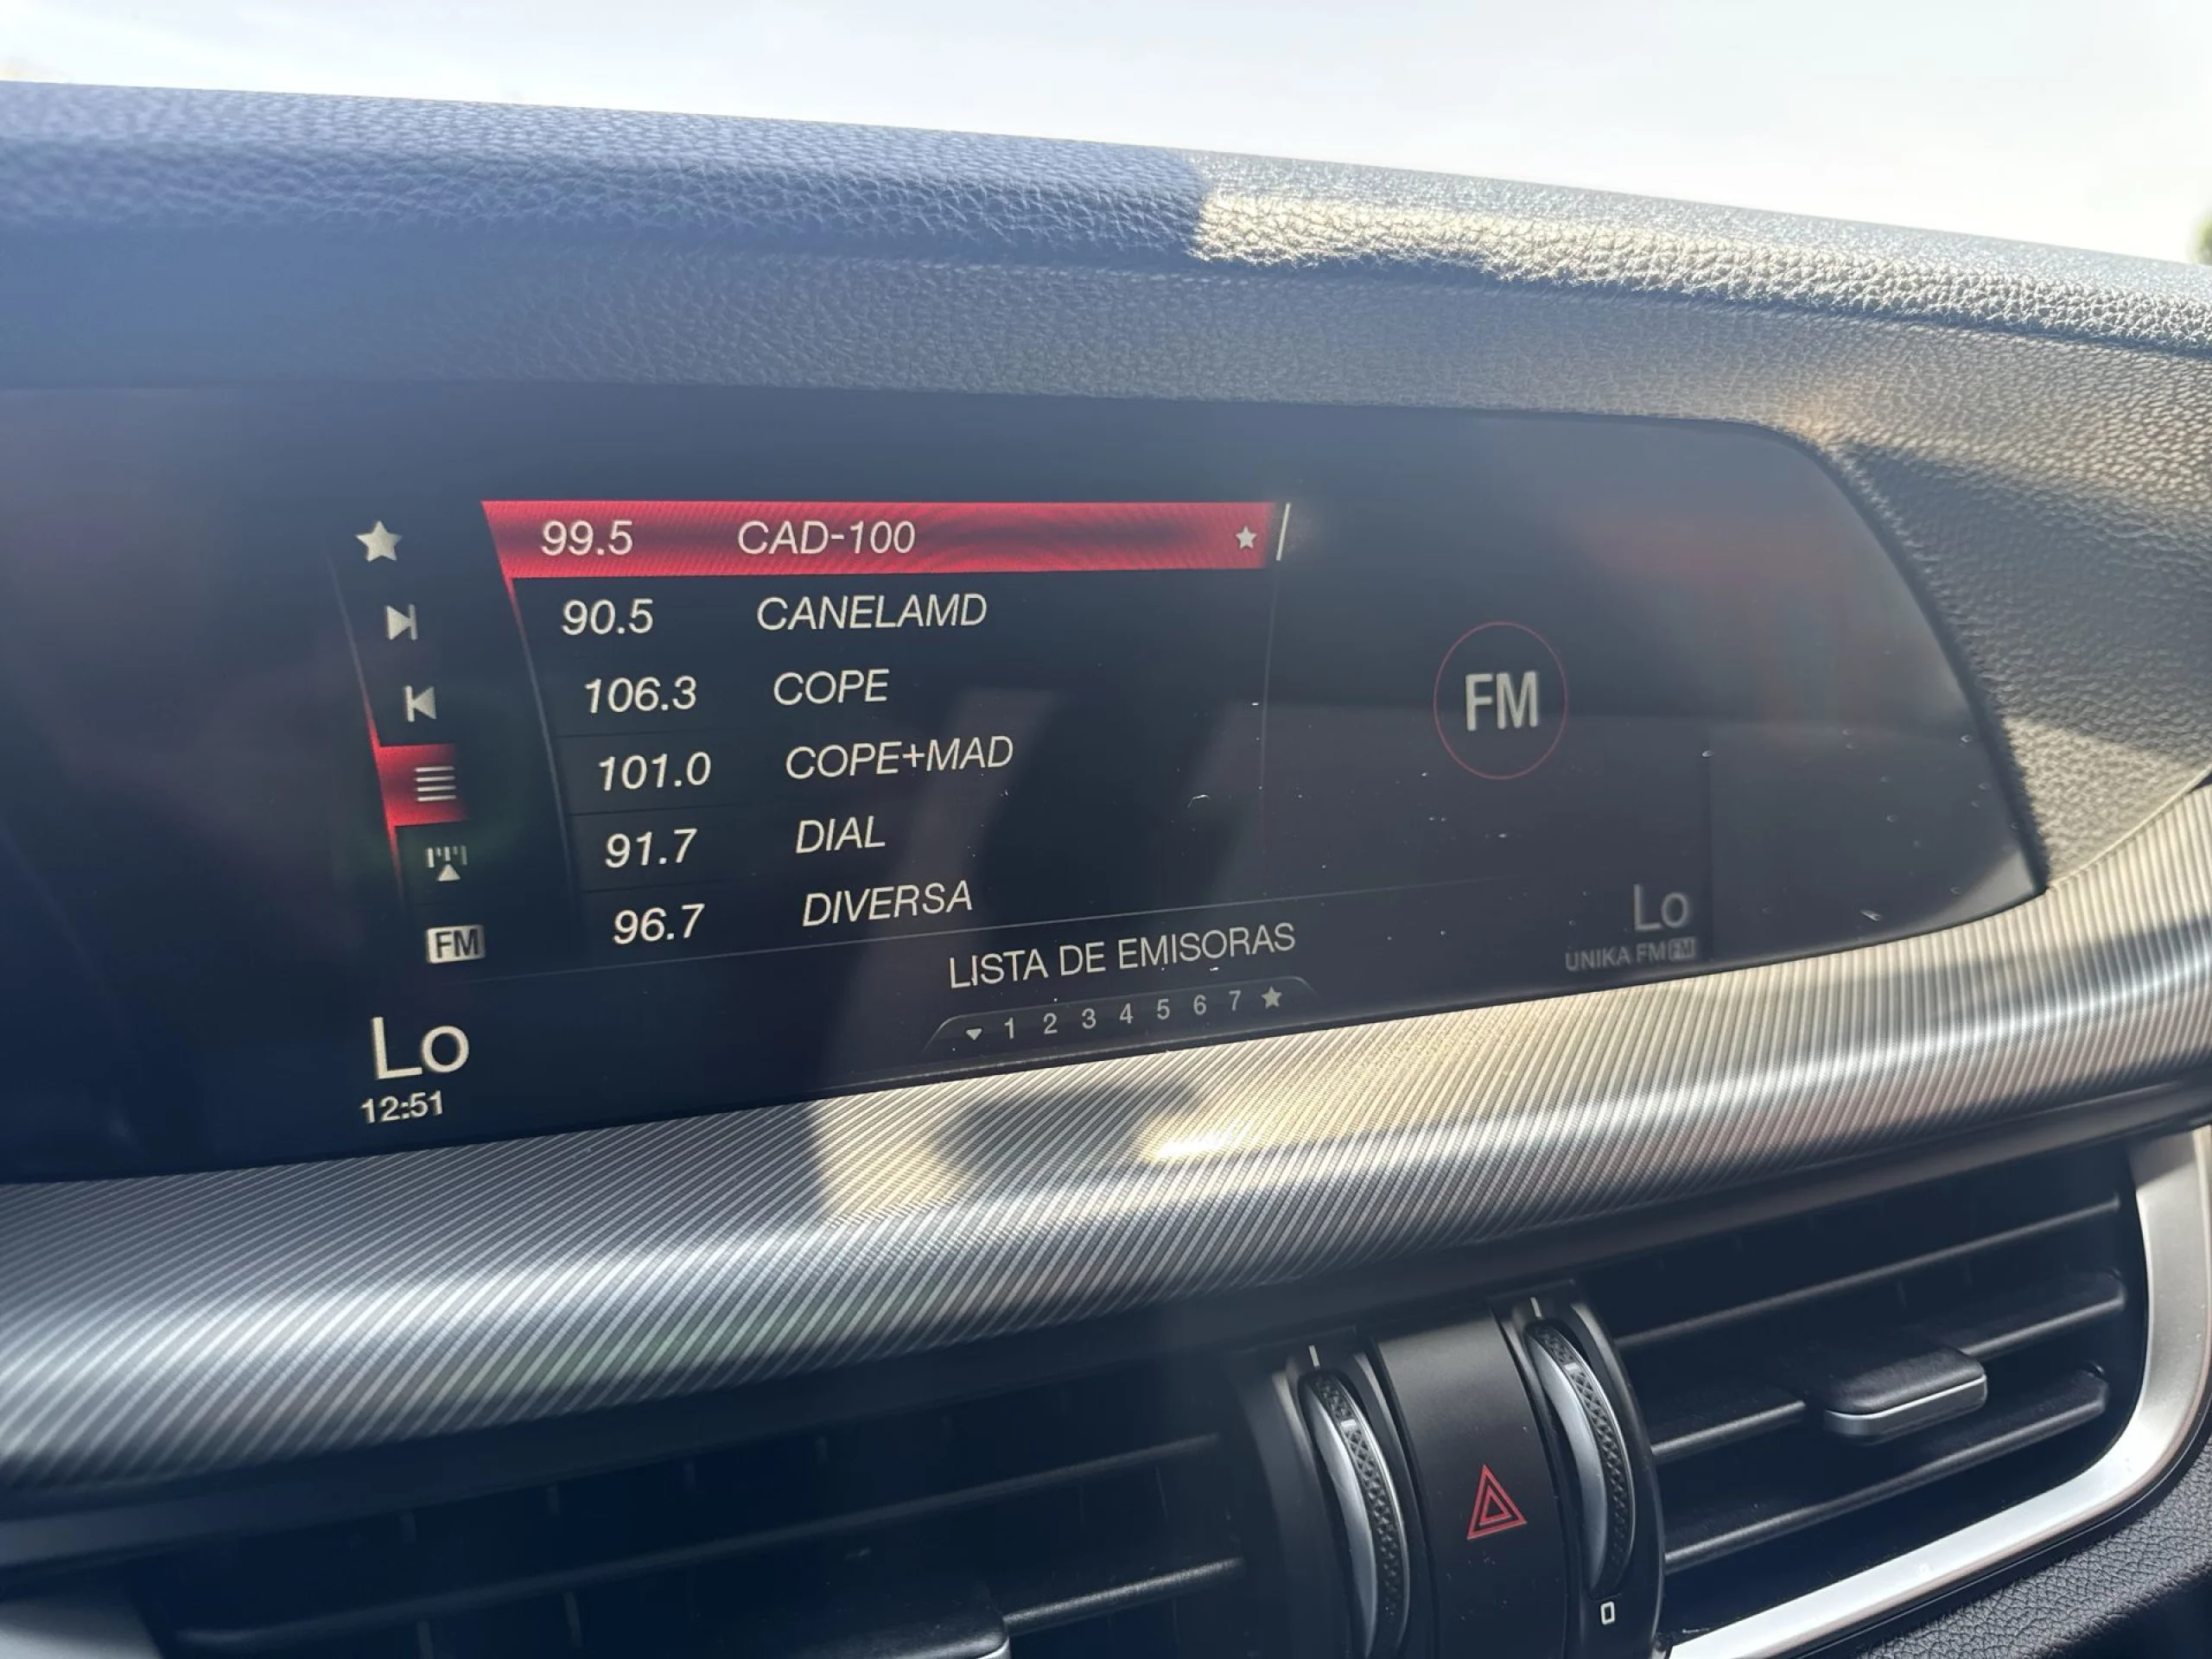 99.5 CAD-100
90.5 CANELAMD
106.3 COPE
101.0 COPE+MAD
91.7 DIAL
96.7 DIVERSA
FM
FM
LISTA DE EMISORAS
1 2 3 4 5 6 7
Lo
12:51
Lo
UNIKA FM FM
0